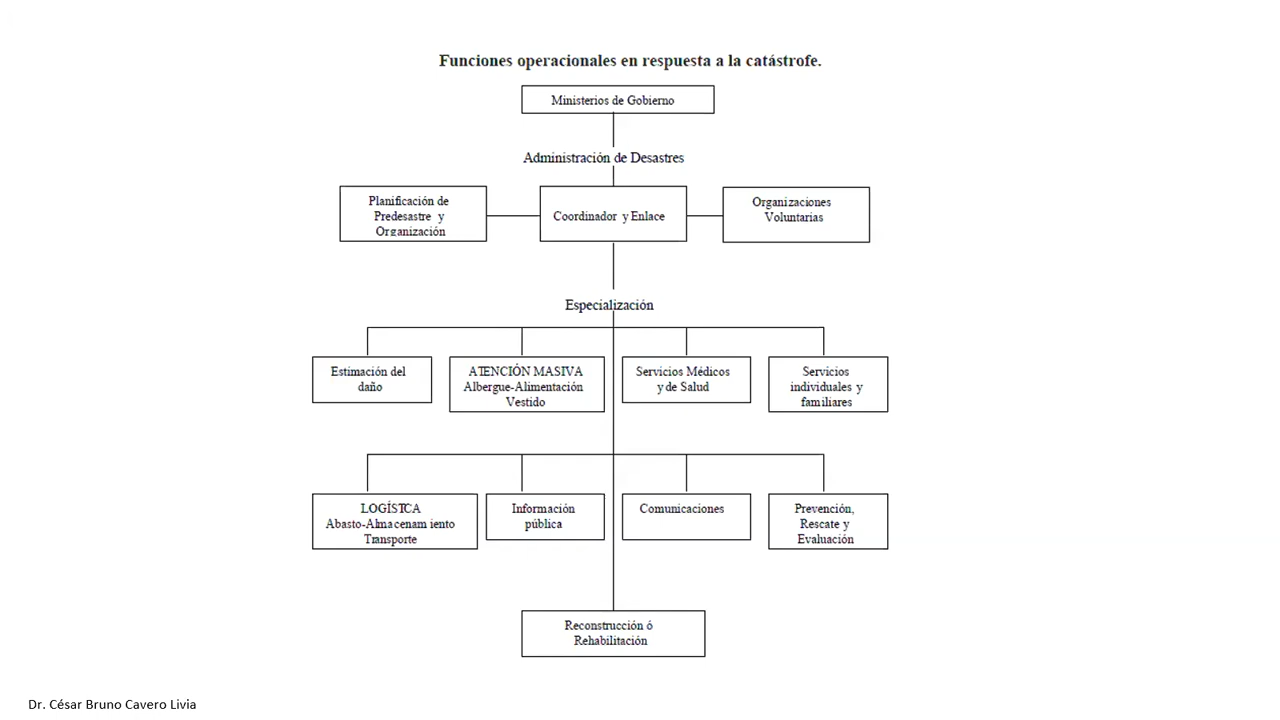 Funciones operacionales en respuesta a la catástrofe.
Ministerios de Gobierno
Administración de Desastres
Planificación de
Predesastre y
Organización
Coordinador y Enlace
Organizaciones
Voluntarias
Especialización
Estimación del
daño
ATENCIÓN MASIVA
Albergue-Alimentación
Vestido
Servicios Médicos
y de Salud
Servicios
individuales y
familiares
LOGÍSTCA
Abasto-Almacenamiento
Transporte
Información
pública
Comunicaciones
Prevención,
Rescate y
Evaluación
Reconstrucción ó
Rehabilitación
Dr. César Bruno Cavero Livia